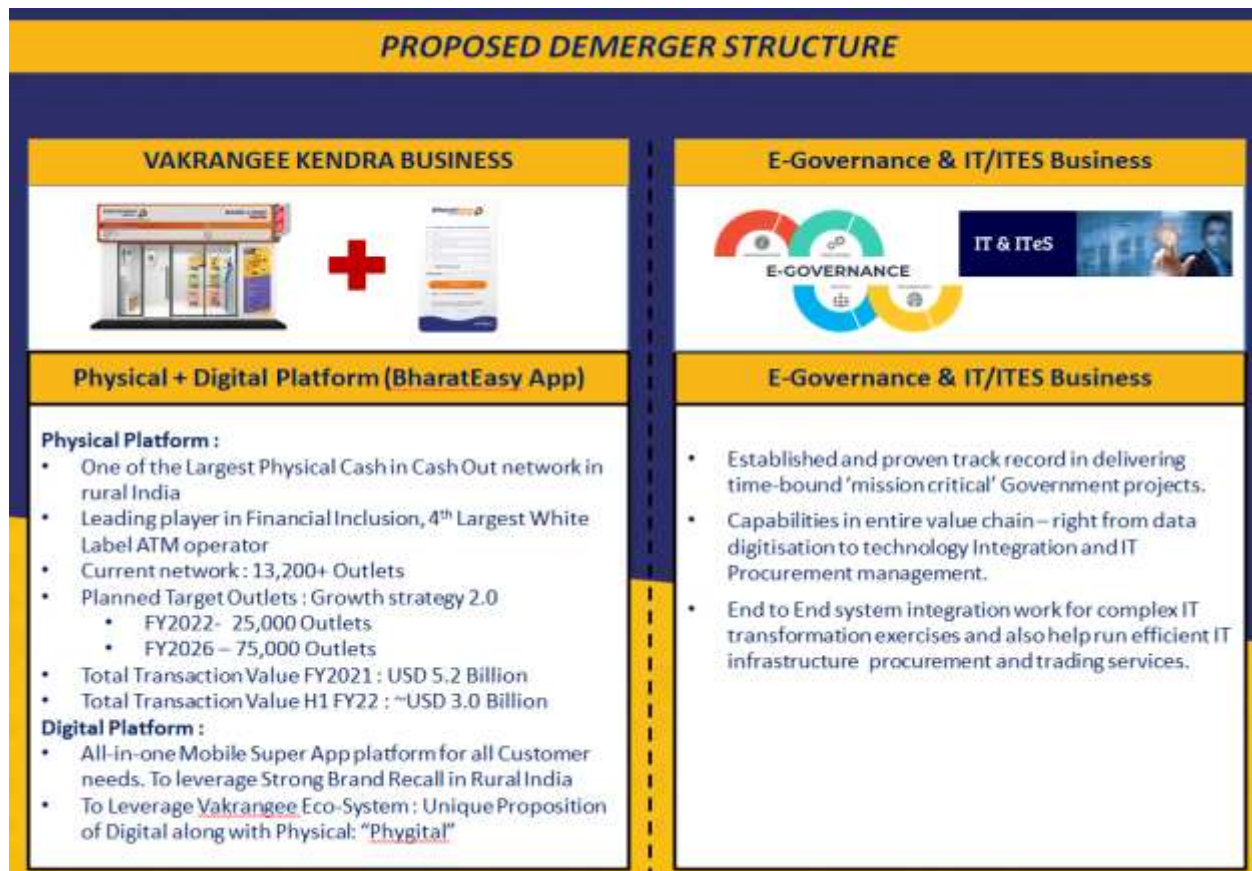 PROPOSED DEMERGER STRUCTURE
VAKRANGEE KENDRA BUSINESS
Physical + Digital Platform (BharatEasy App)
Physical Platform :
• One of the Largest Physical Cash in Cash Out network in
rural India
• Leading player in Financial Inclusion, 4th Largest White
Label ATM operator
• Current network : 13,200+ Outlets
• Planned Target Outlets : Growth strategy 2.0
• FY2022- 25,000 Outlets
• FY2026 – 75,000 Outlets
• Total Transaction Value FY2021 : USD 5.2 Billion
• Total Transaction Value H1 FY22 : ~USD 3.0 Billion
Digital Platform :
• All-in-one Mobile Super App platform for all Customer
needs. To leverage Strong Brand Recall in Rural India
• To Leverage Vakrangee Eco-System : Unique Proposition
of Digital along with Physical: “Phygital”
E-Governance & IT/ITES Business
E-GOVERNANCE
IT & ITeS
E-Governance & IT/ITES Business
• Established and proven track record in delivering
time-bound ‘mission critical’ Government projects.
• Capabilities in entire value chain – right from data
digitisation to technology Integration and IT
Procurement management.
• End to End system integration work for complex IT
transformation exercises and also help run efficient IT
infrastructure procurement and trading services.